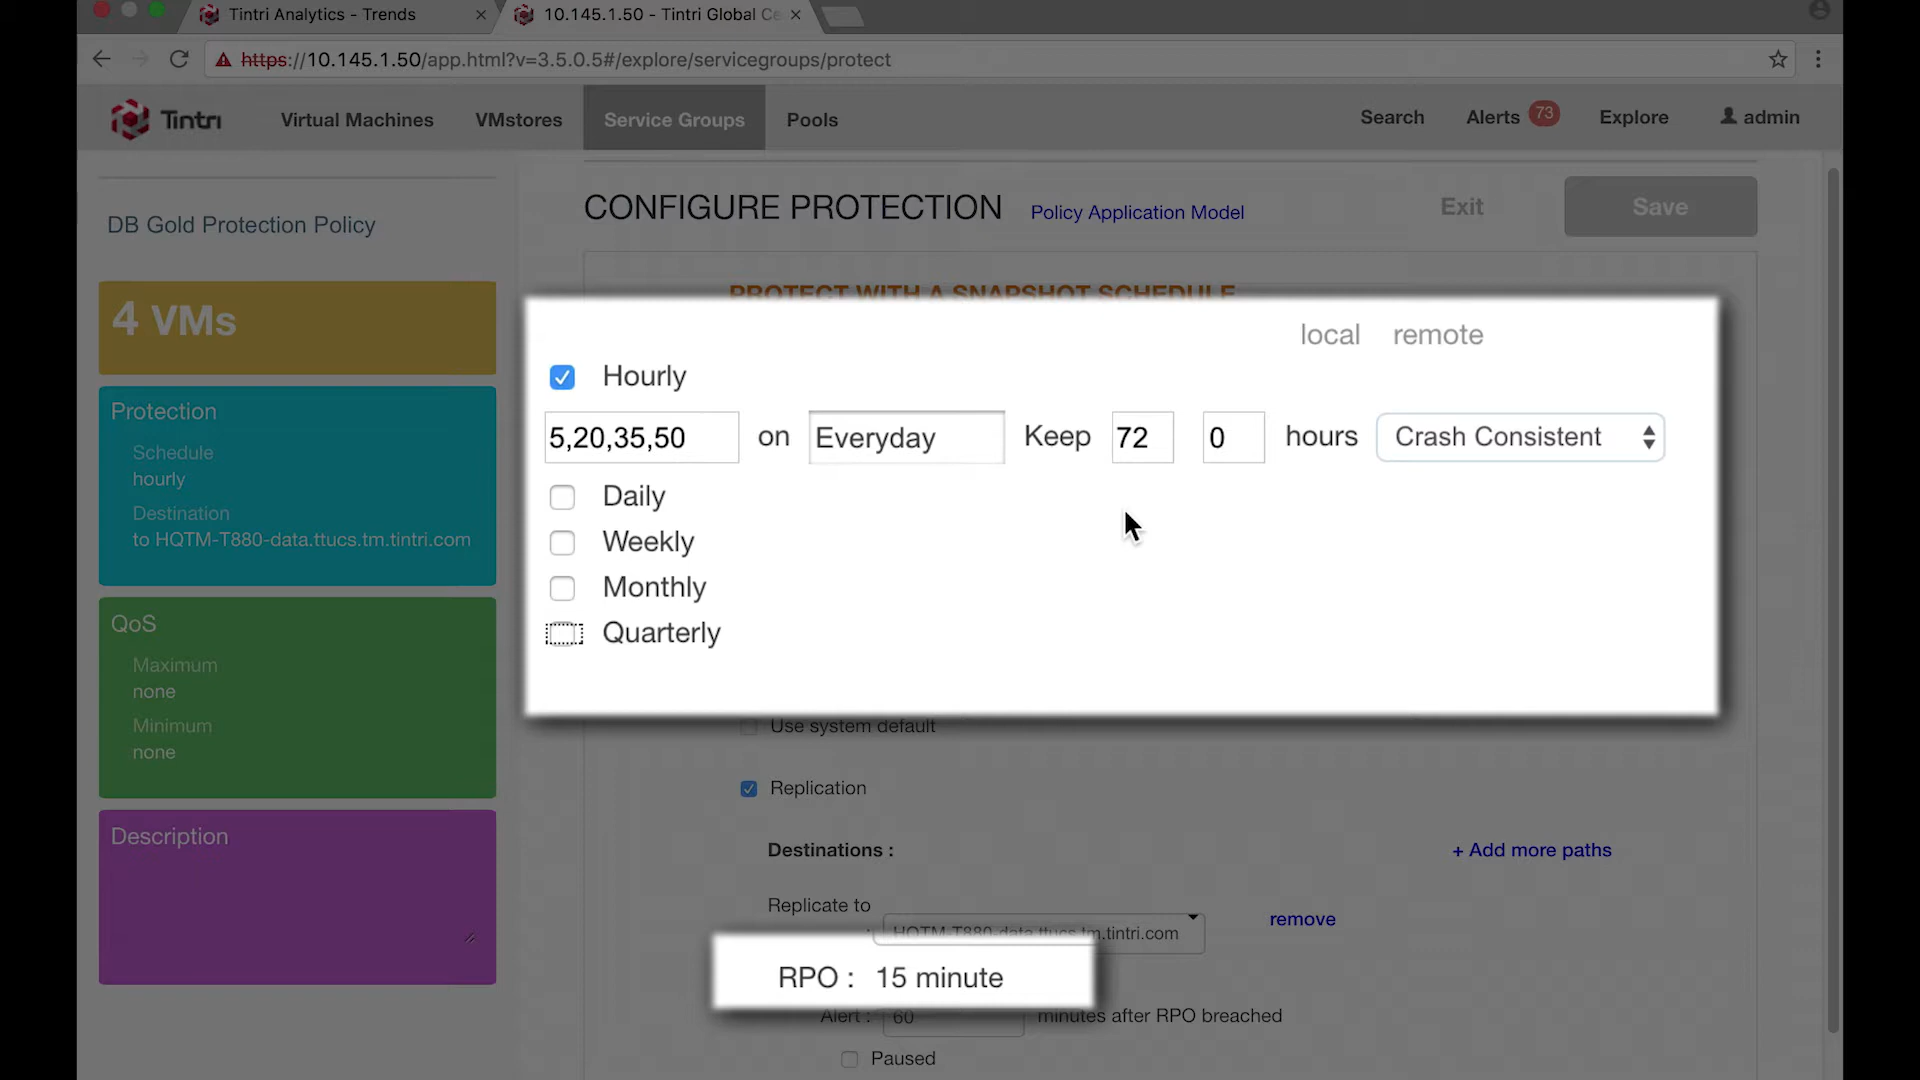 Tintri Analytics - Trends
10.145.1.50 - Tintri Global Ce
https://10.145.1.50/app.html?v=3.5.0.5#/explore/servicegroups/protect
Tintri
Virtual Machines
VMstores
Service Groups
Pools
Search
Alerts 73
Explore
admin
DB Gold Protection Policy
CONFIGURE PROTECTION
Policy Application Model
Exit
Save
4 VMs
Protection
Schedule
hourly
Destination
to HQTM-T880-data.ttucs.tm.tintri.com
QoS
Maximum
none
Minimum
none
Description
PROTECT WITH A SNAPSHOT SCHEDULE
local remote
Hourly
5,20,35,50 on Everyday Keep 72 0 hours Crash Consistent
Daily
Weekly
Monthly
Quarterly
Use system default
Replication
Destinations :
+ Add more paths
Replicate to
: HQTM-T880-data.ttucs.tm.tintri.com
remove
RPO : 15 minute
Alert : 60 minutes after RPO breached
Paused